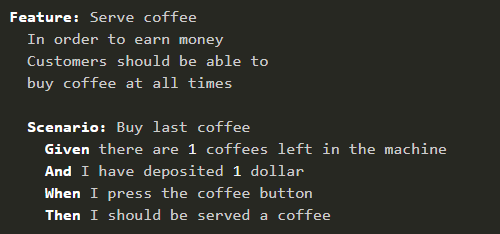 Feature: Serve coffee
In order to earn money
Customers should be able to
buy coffee at all times
Scenario: Buy last coffee
Given there are 1 coffees left in the machine
And I have deposited 1 dollar
When I press the coffee button
Then I should be served a coffee